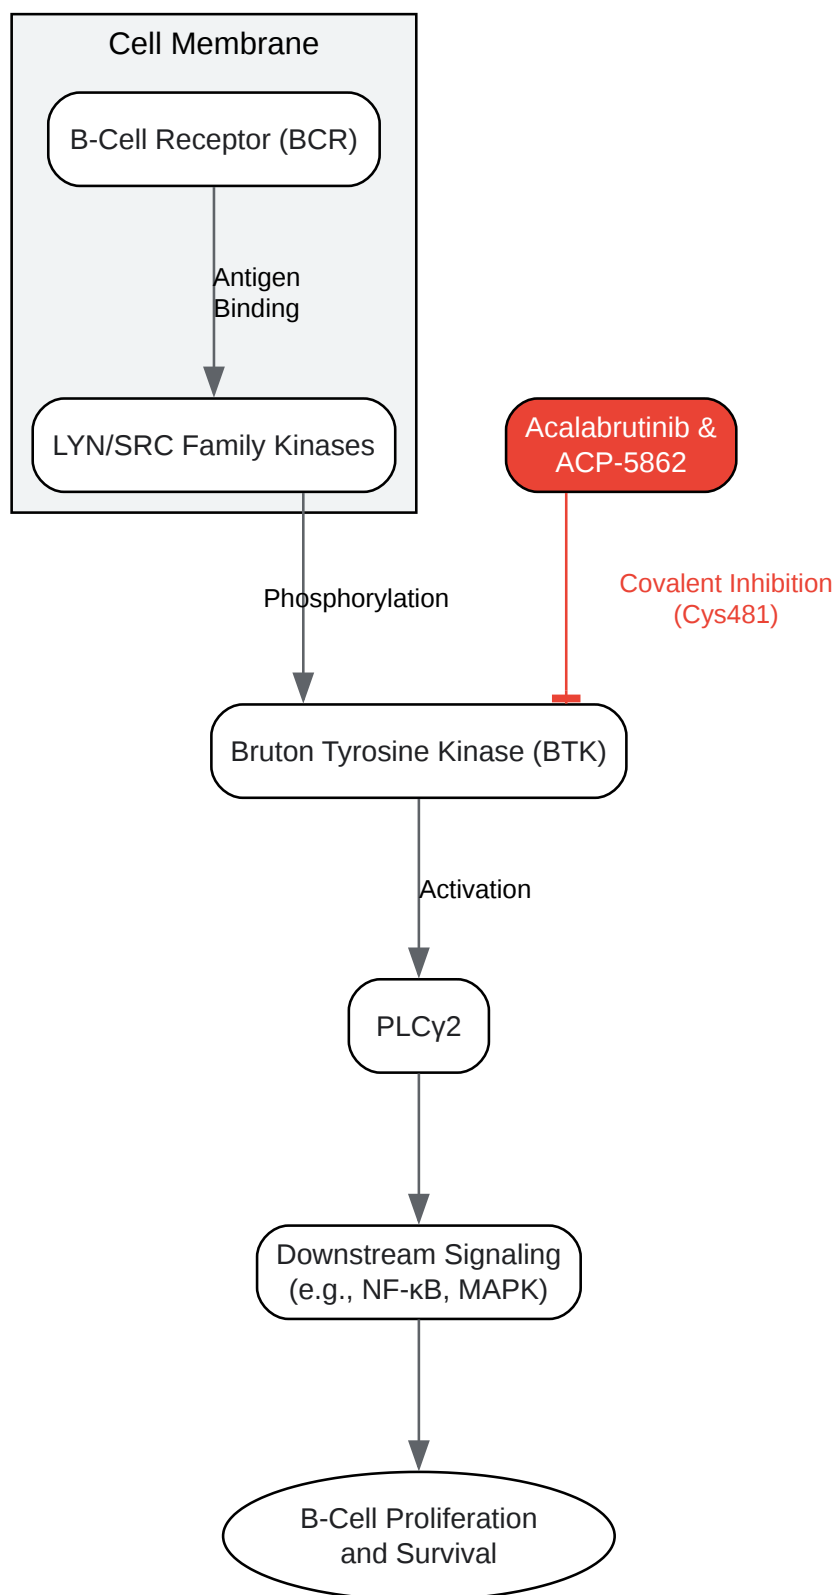 Cell Membrane
B-Cell Receptor (BCR)
Antigen
Binding
LYN/SRC Family Kinases
Acalabrutinib &
ACP-5862
Phosphorylation
Covalent Inhibition
(Cys481)
Bruton Tyrosine Kinase (BTK)
Activation
PLCγ2
Downstream Signaling
(e.g., NF-κB, MAPK)
B-Cell Proliferation
and Survival